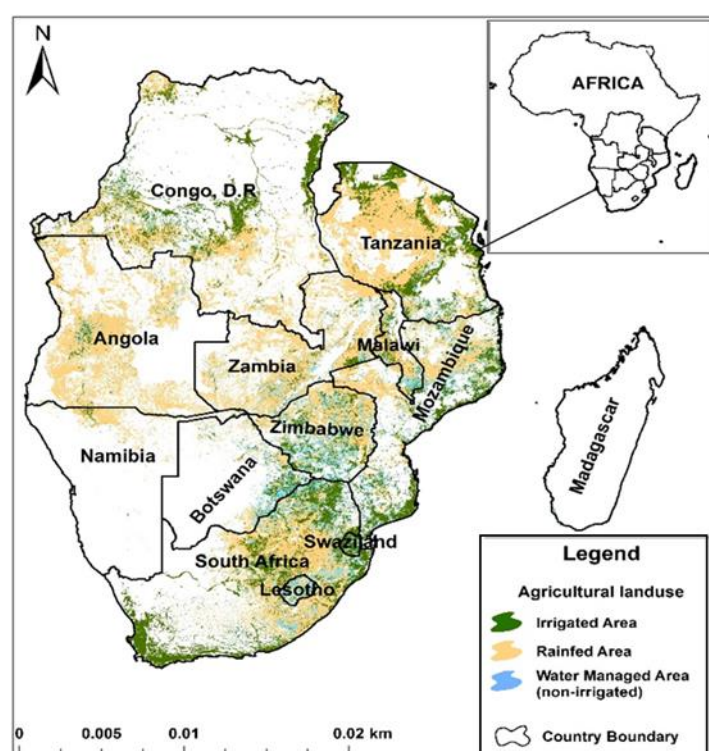 N
AFRICA
Congo, D.R
Tanzania
Angola
Zambia
Malawi
Mozambique
Zimbabwe
Namibia
Botswana
Madagascar
South Africa
Swaziland
Lesotho
Legend
Agricultural landuse
Irrigated Area
Rainfed Area
Water Managed Area
(non-irrigated)
Country Boundary
0 0.005 0.01 0.02 km